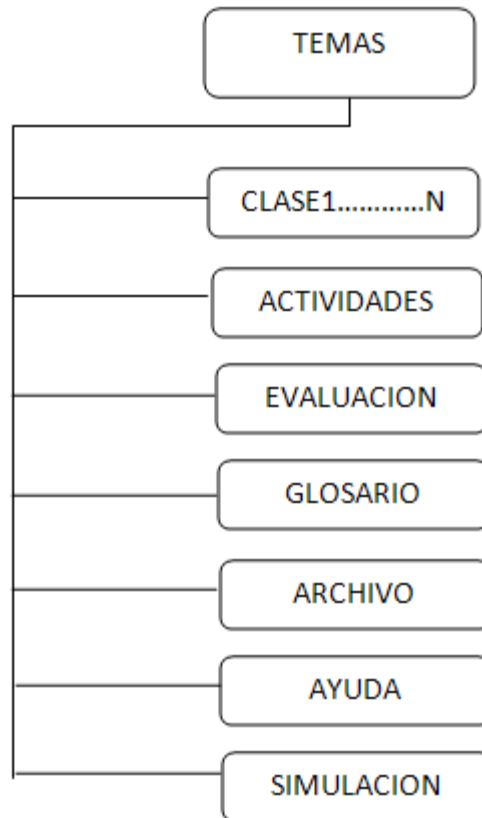 TEMAS
CLASE1............N
ACTIVIDADES
EVALUACION
GLOSARIO
ARCHIVO
AYUDA
SIMULACION